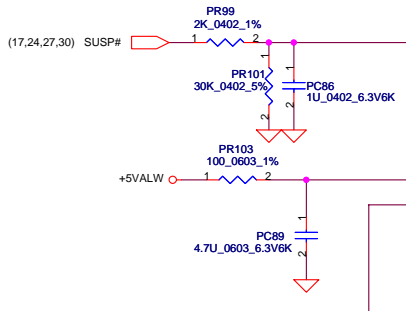 PR99
2K_0402_1%
(17,24,27,30) SUSP#
1 2
1
PR101
30K_0402_5%
2
1
PC86
1U_0402_6.3V6K
2
PR103
100_0603_1%
+5VALW
1 2
1
PC89
4.7U_0603_6.3V6K
2